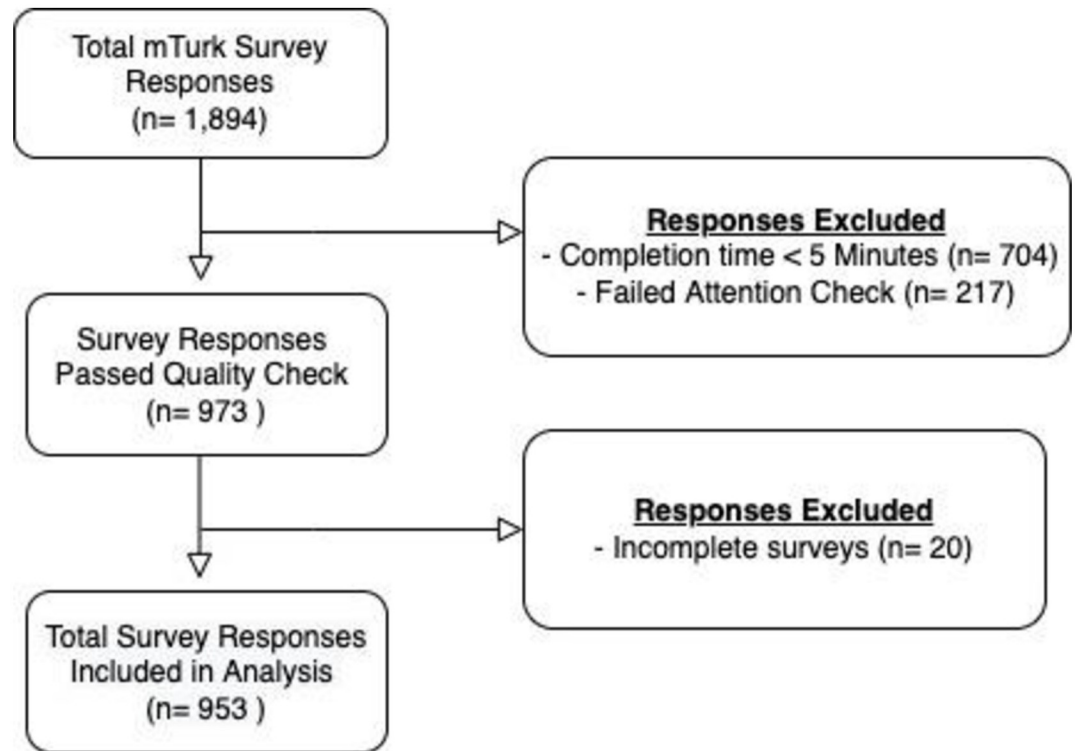 Total mTurk Survey
Responses
(n= 1,894)
Responses Excluded
- Completion time < 5 Minutes (n= 704)
- Failed Attention Check (n= 217)
Survey Responses
Passed Quality Check
(n= 973 )
Responses Excluded
- Incomplete surveys (n= 20)
Total Survey Responses
Included in Analysis
(n= 953 )